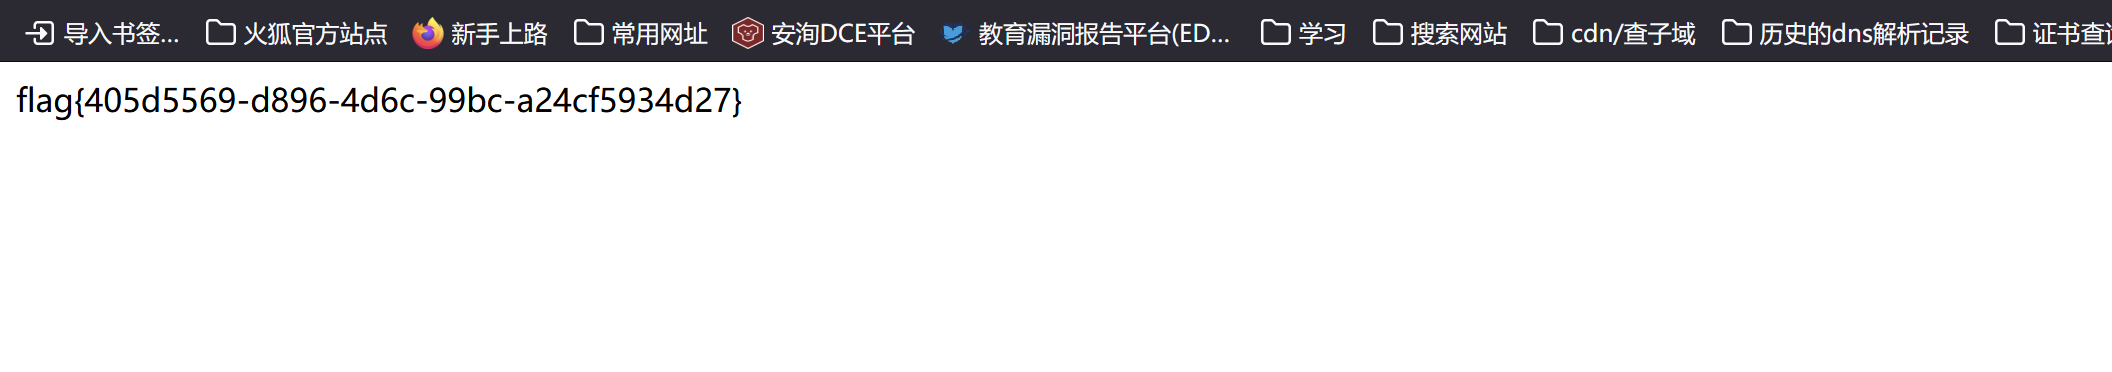 导入书签... 火狐官方站点 新手上路 常用网址 安洵DCE平台 教育漏洞报告平台(ED... 学习 搜索网站 cdn/查子域 历史的dns解析记录 证书查
flag{405d5569-d896-4d6c-99bc-a24cf5934d27}